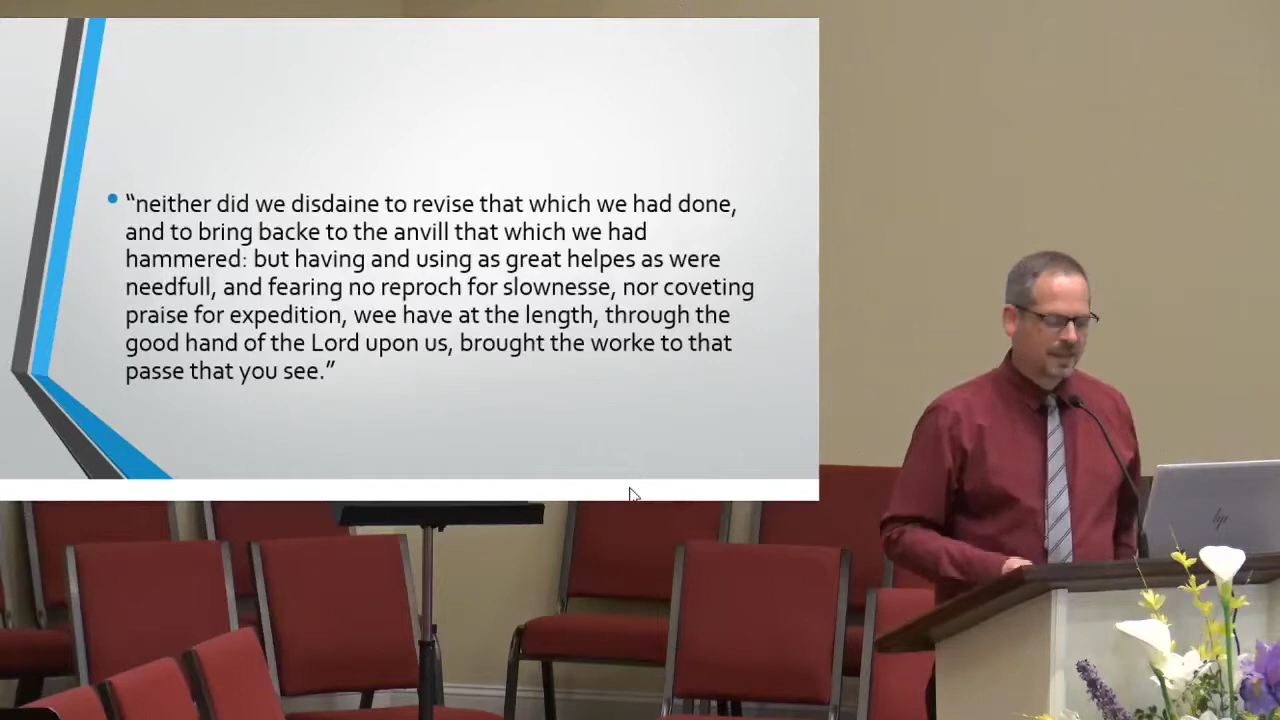 “neither did we disdaine to revise that which we had done,
and to bring backe to the anvill that which we had
hammered: but having and using as great helpes as were
needfull, and fearing no reproch for slownesse, nor coveting
praise for expedition, wee have at the length, through the
good hand of the Lord upon us, brought the worke to that
passe that you see.”
hp